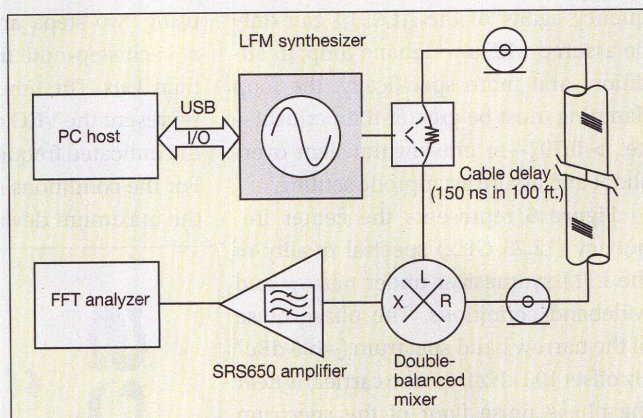 LFM synthesizer
PC host
USB
I/O
Cable delay
(150 ns in 100 ft.)
FFT analyzer
SRS650 amplifier
X
L
R
Double-
balanced
mixer